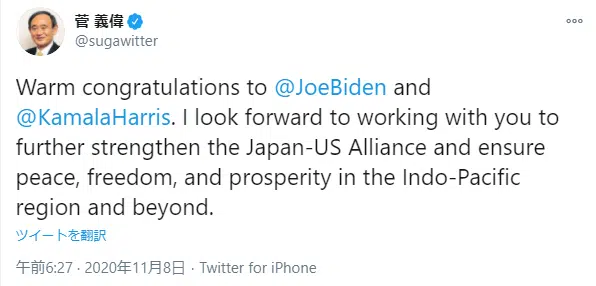 菅 義偉
@sugawitter
Warm congratulations to @JoeBiden and
@KamalaHarris. I look forward to working with you to
further strengthen the Japan-US Alliance and ensure
peace, freedom, and prosperity in the Indo-Pacific
region and beyond.
ツイートを翻訳
午前6:27 · 2020年11月8日 · Twitter for iPhone